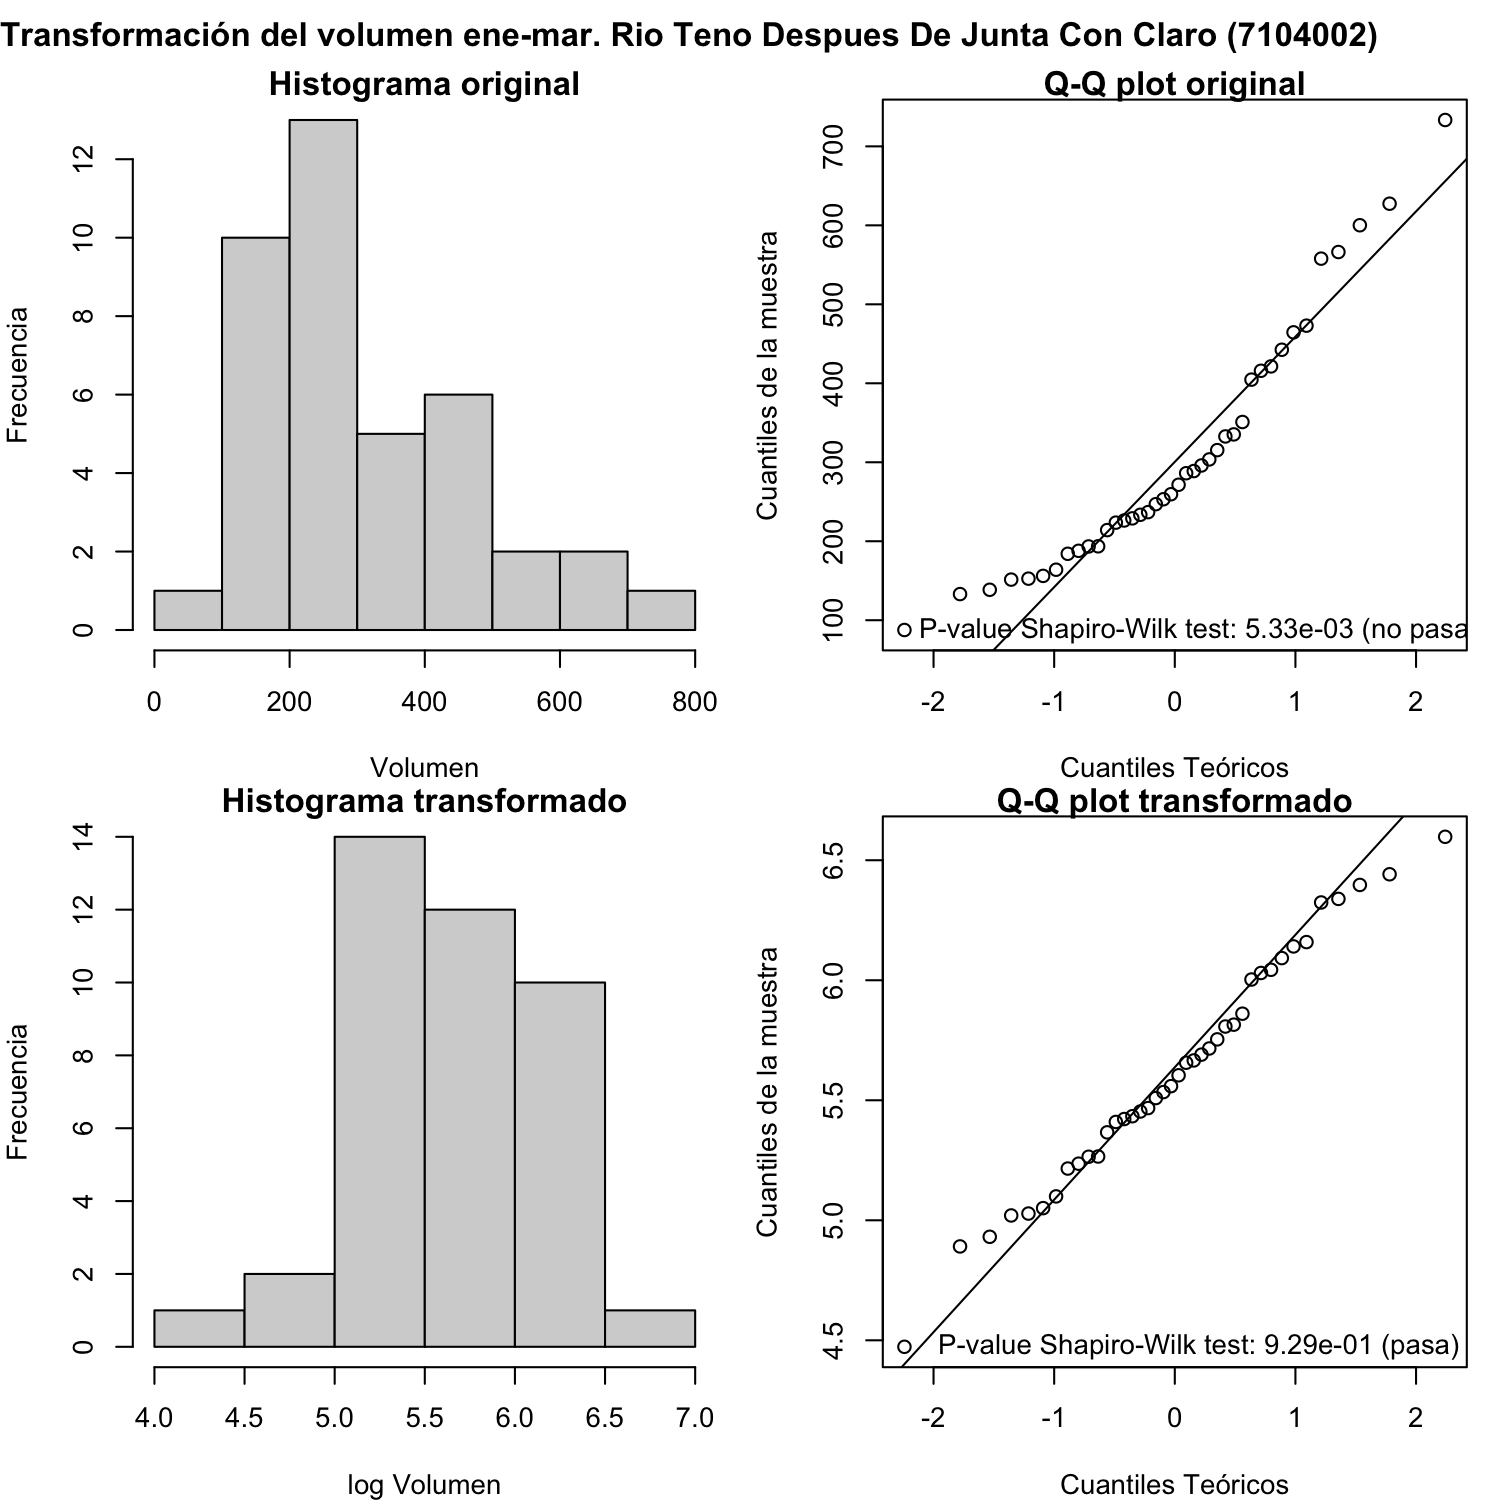 Transformación del volumen ene-mar. Rio Teno Despues De Junta Con Claro (7104002)
Histograma original
Frecuencia
0 2 4 6 8 10 12
0 200 400 600 800
Volumen
Q-Q plot original
Cuantiles de la muestra
100 200 300 400 500 600 700
P-value Shapiro-Wilk test: 5.33e-03 (no pasa
-2 -1 0 1 2
Cuantiles Teóricos
Histograma transformado
Frecuencia
0 2 4 6 8 10 12 14
4.0 4.5 5.0 5.5 6.0 6.5 7.0
log Volumen
Q-Q plot transformado
Cuantiles de la muestra
4.5 5.0 5.5 6.0 6.5
P-value Shapiro-Wilk test: 9.29e-01 (pasa)
-2 -1 0 1 2
Cuantiles Teóricos